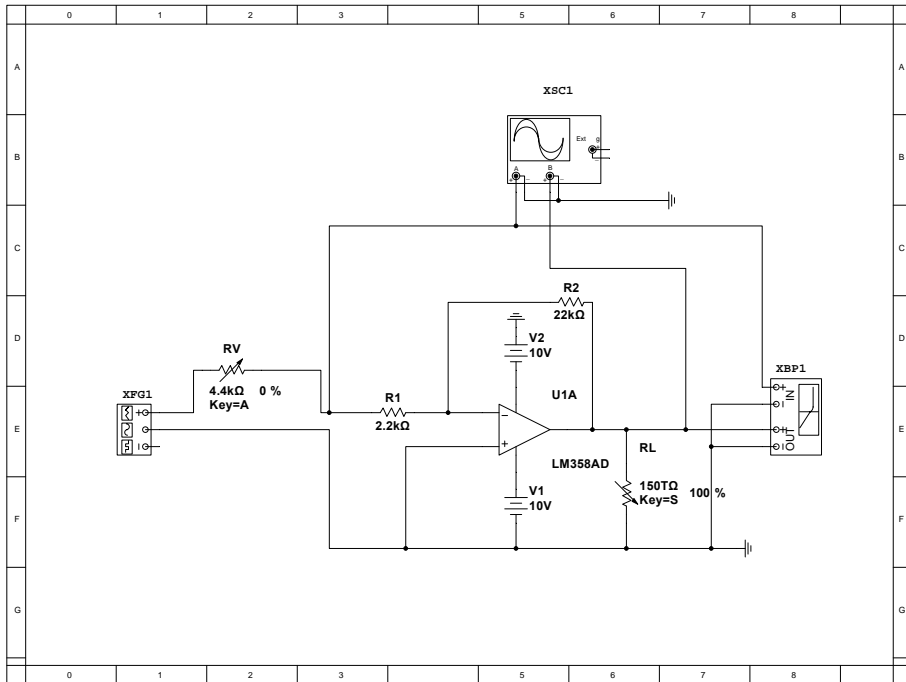 0 1 2 3 5 6 7 8
A A
XSC1
B B
Ext
g
A B
+ − + −
C C
R2
22kΩ
D D
V2
10V
RV
4.4kΩ 0 %
Key=A
XBP1
XFG1
U1A
IN
R1
2.2kΩ
E E
OUT
RL
LM358AD
V1
10V
150TΩ 100 %
Key=S
F F
G G
0 1 2 3 5 6 7 8